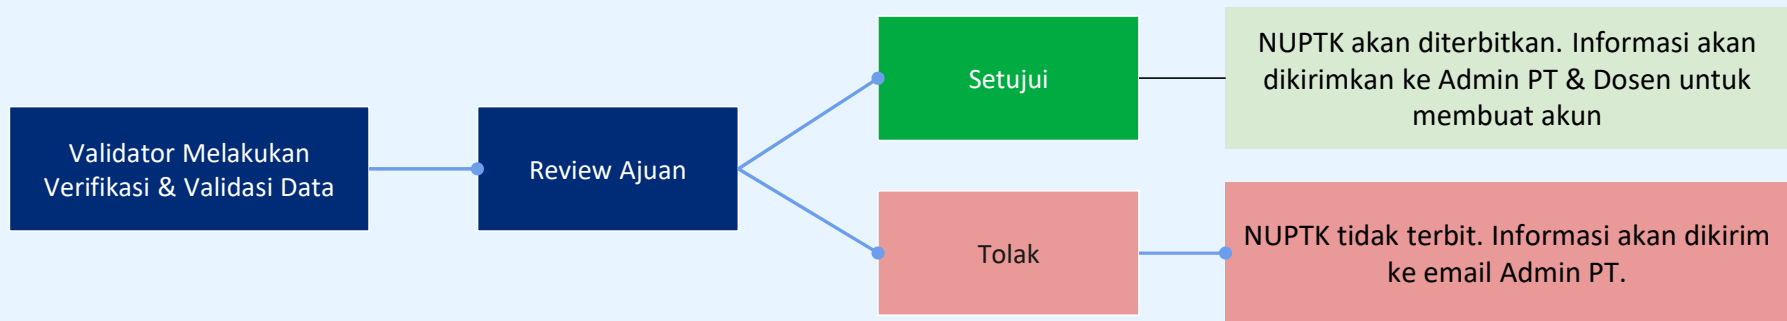 Validator Melakukan
Verifikasi & Validasi Data
Review Ajuan
Setujui
NUPTK akan diterbitkan. Informasi akan
dikirimkan ke Admin PT & Dosen untuk
membuat akun
Tolak
NUPTK tidak terbit. Informasi akan dikirim
ke email Admin PT.